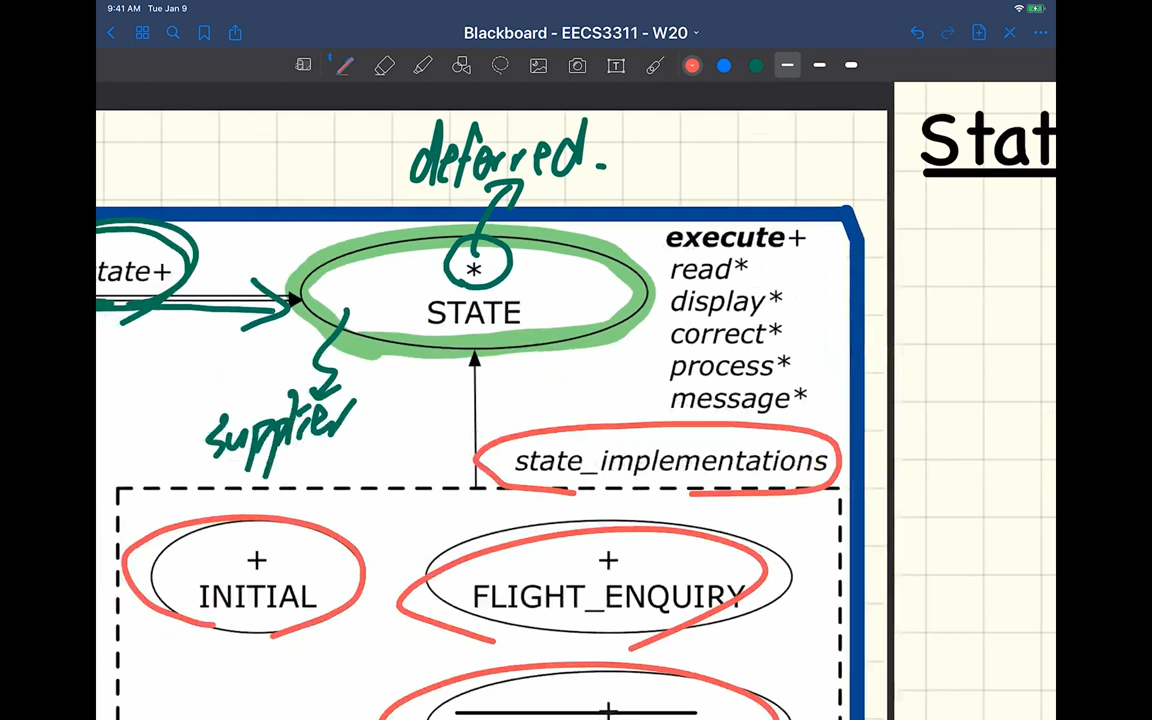 9:41 AM Tue Jan 9
Blackboard - EECS3311 - W20
deferred.
Stat
tate+
*
STATE
execute+
read*
display*
correct*
process*
message*
supplier
state_implementations
+
INITIAL
+
FLIGHT_ENQUIRY
+